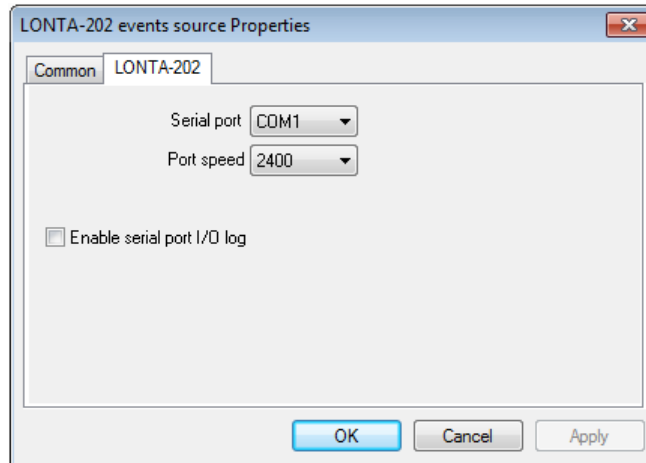 LONTA-202 events source Properties
Common LONTA-202
Serial port COM1
Port speed 2400
Enable serial port I/O log
OK Cancel Apply